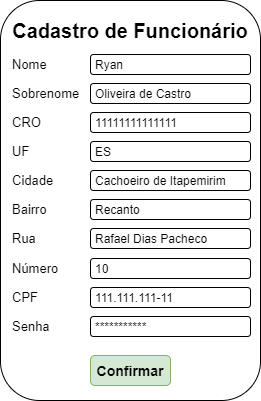 Cadastro de Funcionário
Nome Ryan
Sobrenome Oliveira de Castro
CRO 11111111111111
UF ES
Cidade Cachoeiro de Itapemirim
Bairro Recanto
Rua Rafael Dias Pacheco
Número 10
CPF 111.111.111-11
Senha ***********
Confirmar